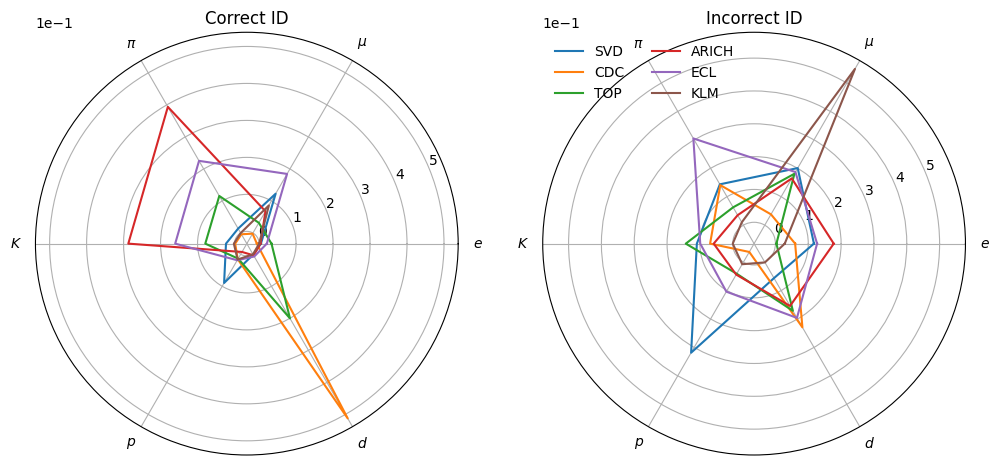 Correct ID
1e−1
π
μ
K
e
p
d
0
1
2
3
4
5
Incorrect ID
1e−1
π
μ
K
e
p
d
0
1
2
3
4
5
SVD
CDC
TOP
ARICH
ECL
KLM